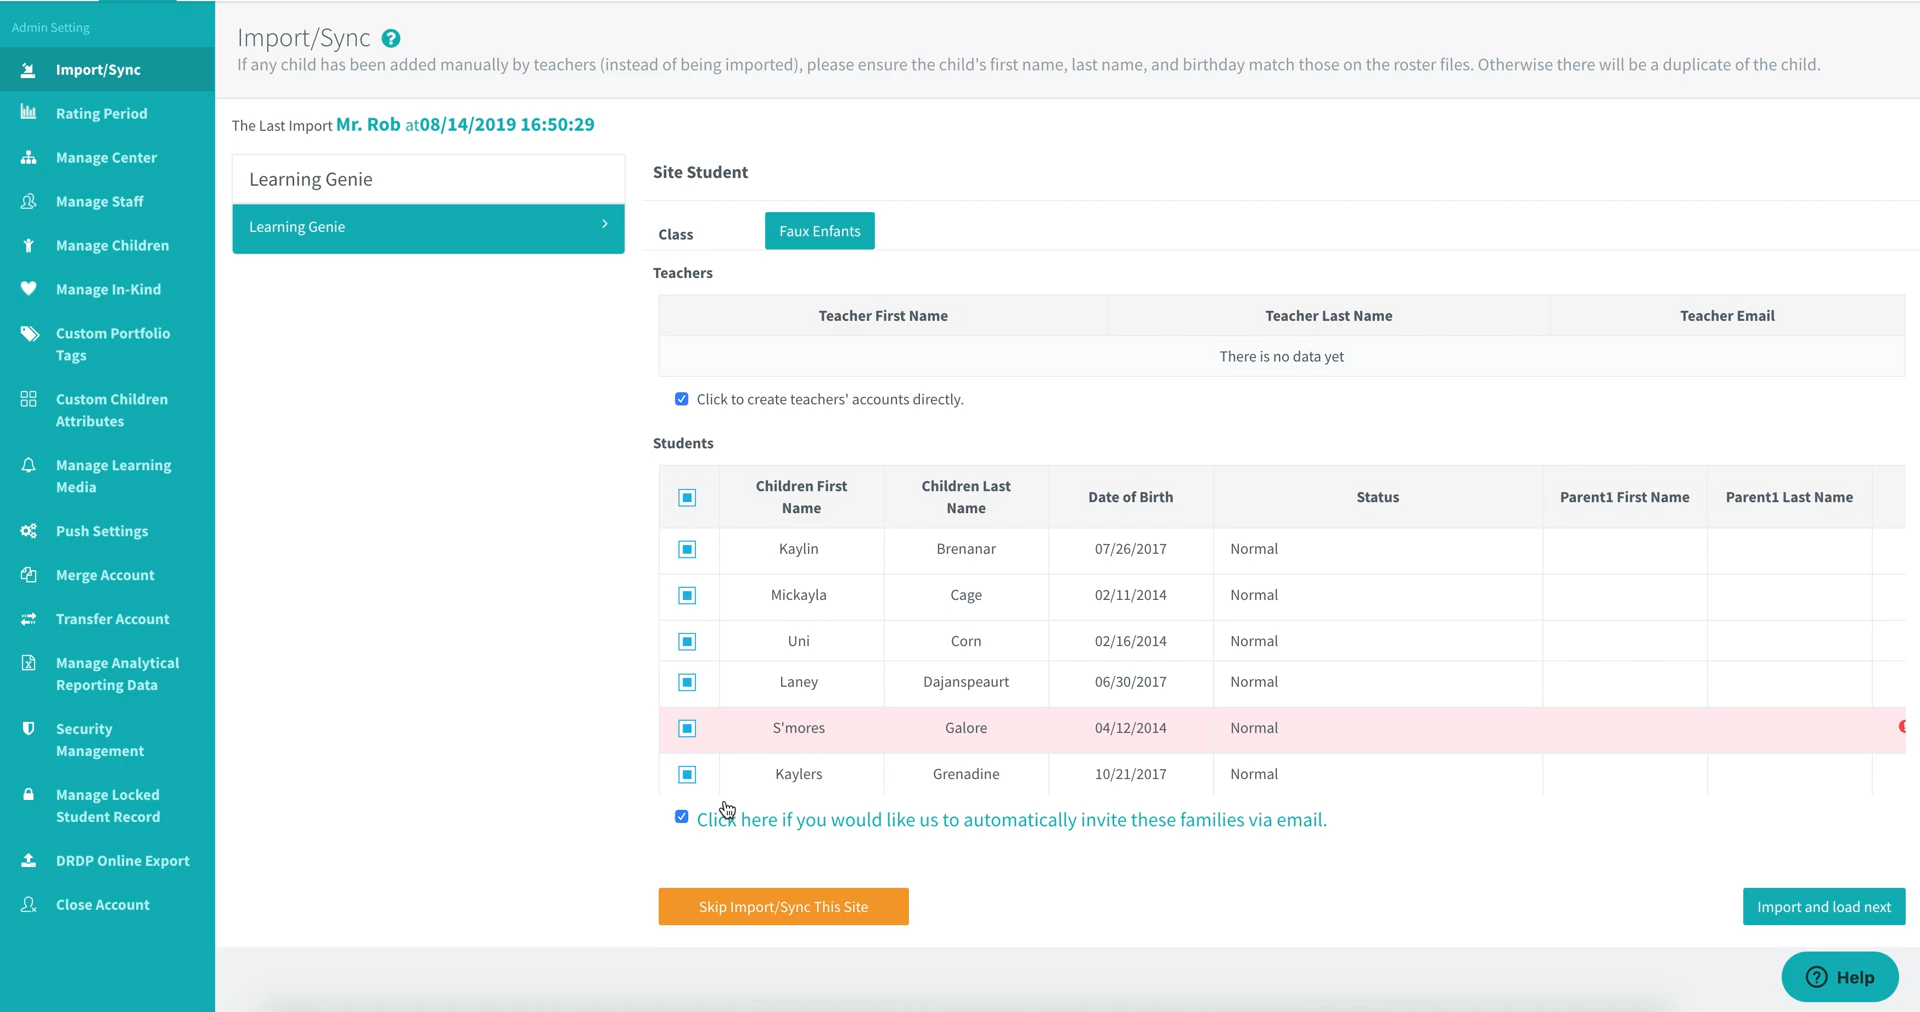 Admin Setting
Import/Sync
Rating Period
Manage Center
Manage Staff
Manage Children
Manage In-Kind
Custom Portfolio
Tags
Custom Children
Attributes
Manage Learning
Media
Push Settings
Merge Account
Transfer Account
Manage Analytical
Reporting Data
Security
Management
Manage Locked
Student Record
DRDP Online Export
Close Account
Import/Sync ?
If any child has been added manually by teachers (instead of being imported), please ensure the child's first name, last name, and birthday match those on the roster files. Otherwise there will be a duplicate of the child.
The Last Import Mr. Rob at08/14/2019 16:50:29
Learning Genie
Learning Genie
Site Student
Class Faux Enfants
Teachers
Teacher First Name Teacher Last Name Teacher Email
There is no data yet
Click to create teachers' accounts directly.
Students
Children First Name Children Last Name Date of Birth Status Parent1 First Name Parent1 Last Name
Kaylin Brenanar 07/26/2017 Normal
Mickayla Cage 02/11/2014 Normal
Uni Corn 02/16/2014 Normal
Laney Dajanspeaurt 06/30/2017 Normal
S'mores Galore 04/12/2014 Normal
Kaylers Grenadine 10/21/2017 Normal
Click here if you would like us to automatically invite these families via email.
Skip Import/Sync This Site Import and load next
? Help